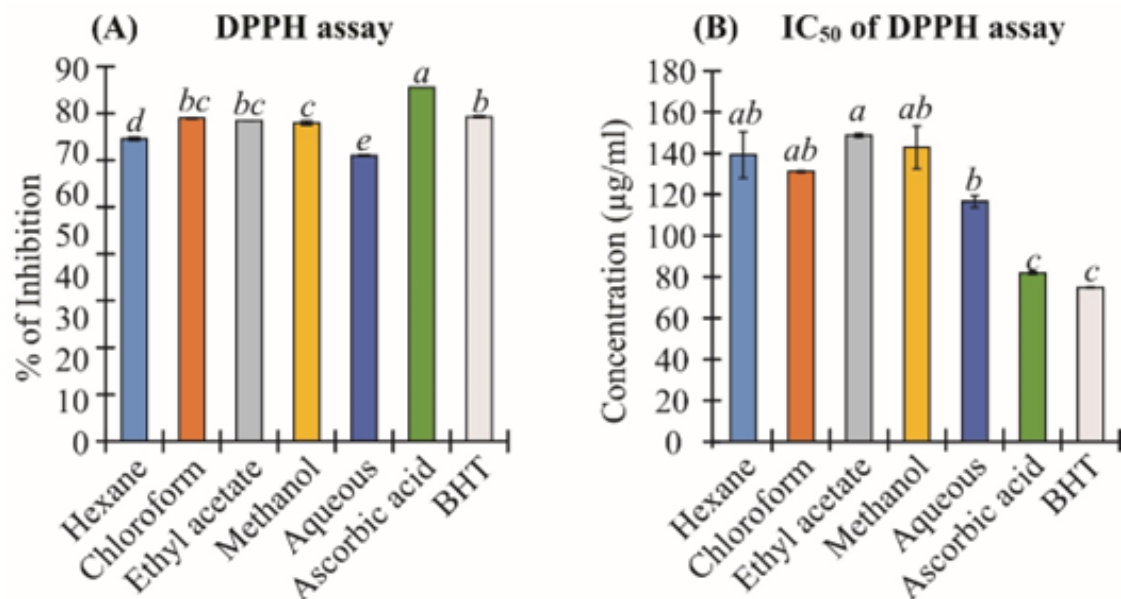 (A) DPPH assay
% of Inhibition
90
80
70
60
50
40
30
20
10
0
d
bc
bc
c
e
a
b
Hexane
Chloroform
Ethyl acetate
Methanol
Aqueous
Ascorbic acid
BHT
(B) IC₅₀ of DPPH assay
Concentration (µg/ml)
180
160
140
120
100
80
60
40
20
0
ab
ab
a
ab
b
c
c
Hexane
Chloroform
Ethyl acetate
Methanol
Aqueous
Ascorbic acid
BHT